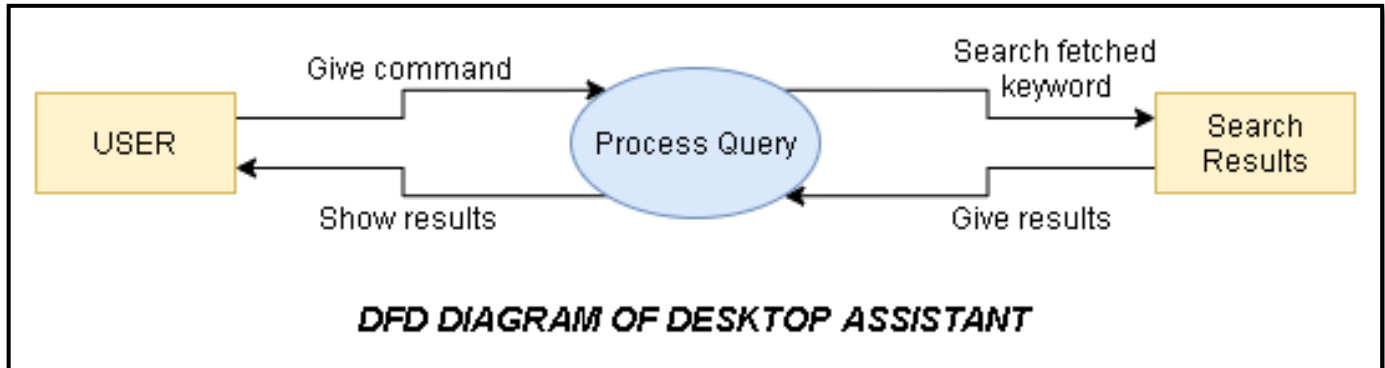 Give command
Search fetched
keyword
USER
Process Query
Search
Results
Show results
Give results
DFD DIAGRAM OF DESKTOP ASSISTANT